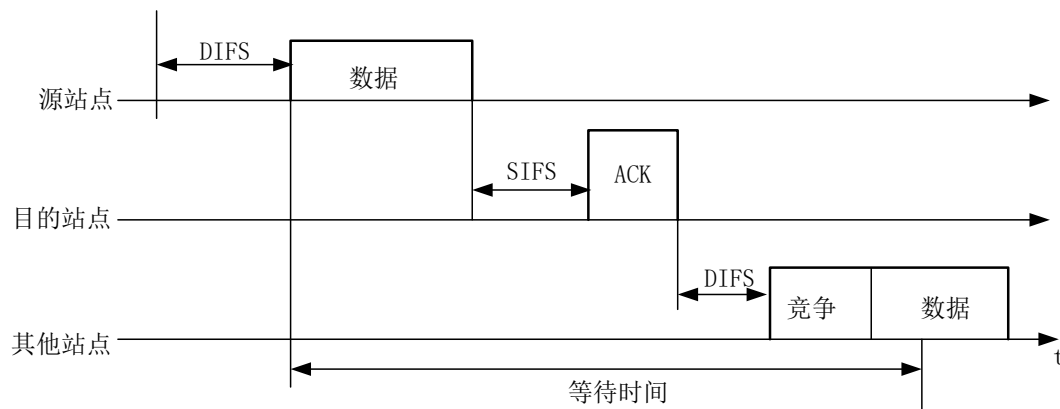 DIFS
数据
源站点
SIFS
ACK
目的站点
DIFS
竞争
数据
其他站点
t
等待时间